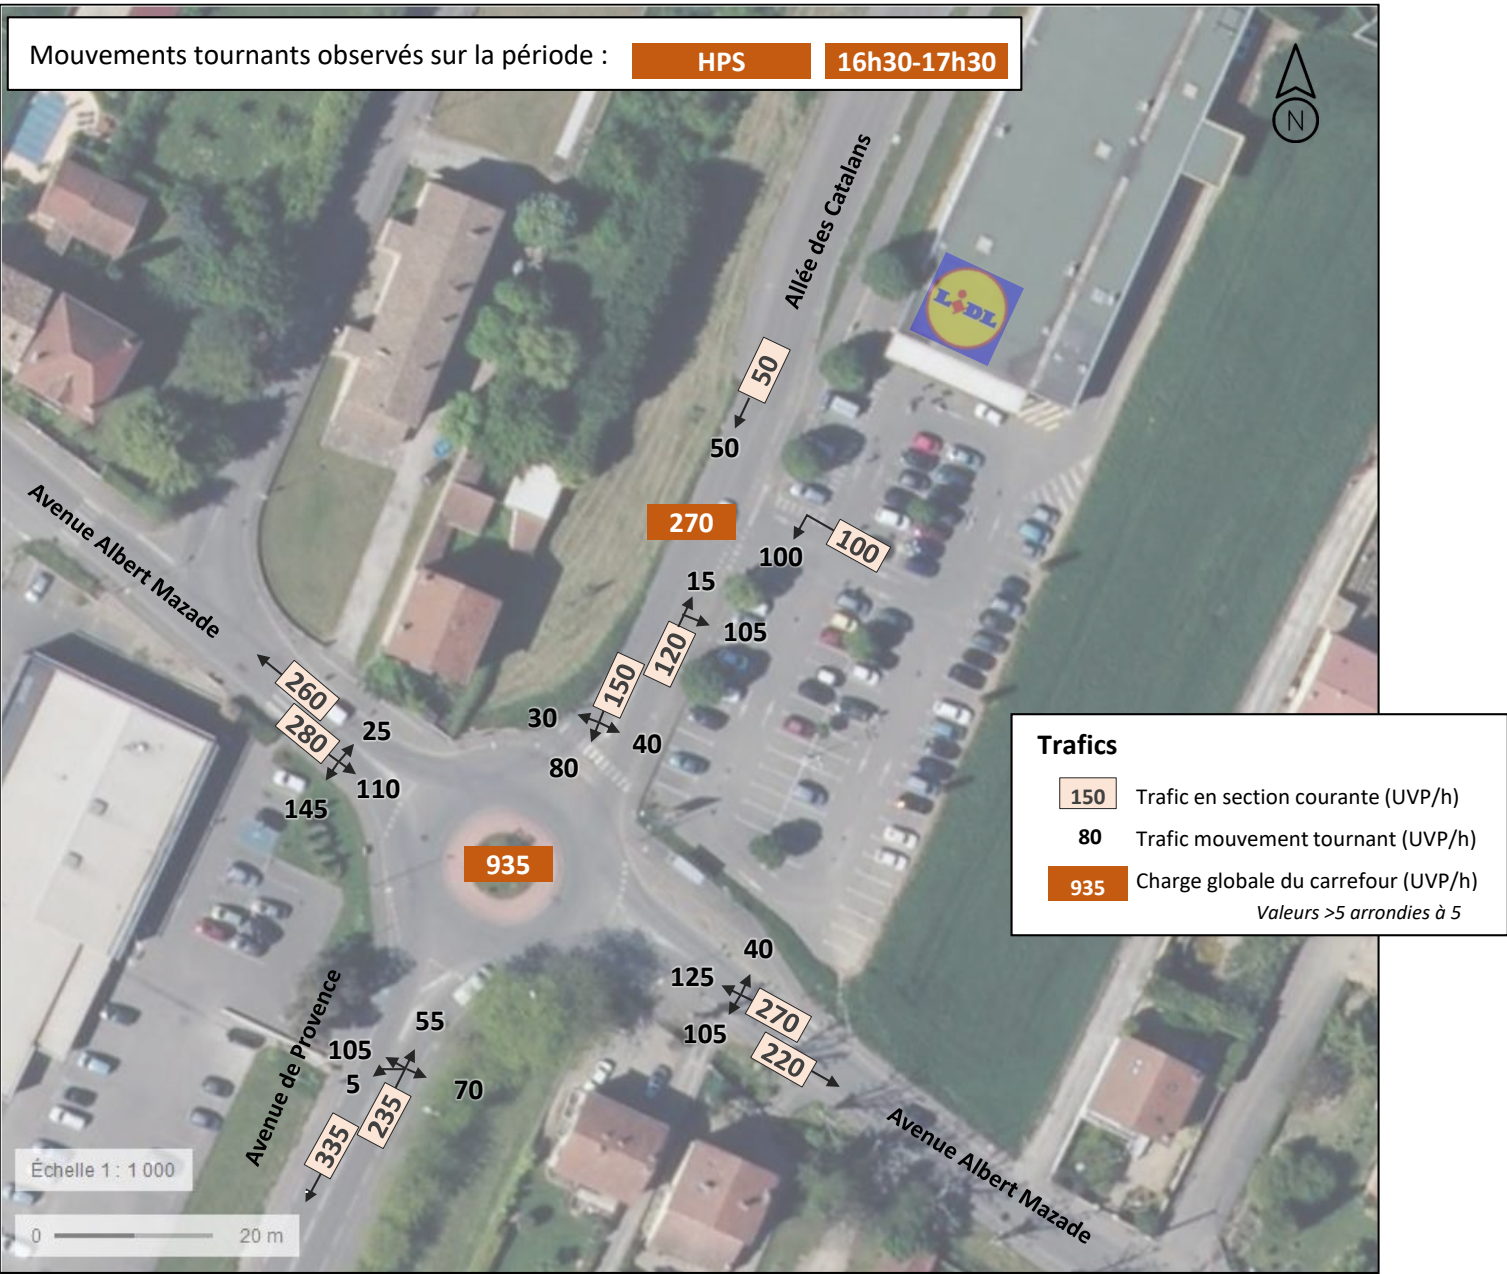 Mouvements tournants observés sur la période :
HPS
16h30-17h30
N
Allée des Catalans
LIDL
50
50
270
100
100
15
105
120
150
30
40
80
Avenue Albert Mazade
260
280
25
110
145
935
Trafics
150 Trafic en section courante (UVP/h)
80 Trafic mouvement tournant (UVP/h)
935 Charge globale du carrefour (UVP/h)
Valeurs >5 arrondies à 5
40
125
270
105
220
Avenue Albert Mazade
55
105
5
70
235
335
Avenue de Provence
Échelle 1 : 1 000
0 20 m